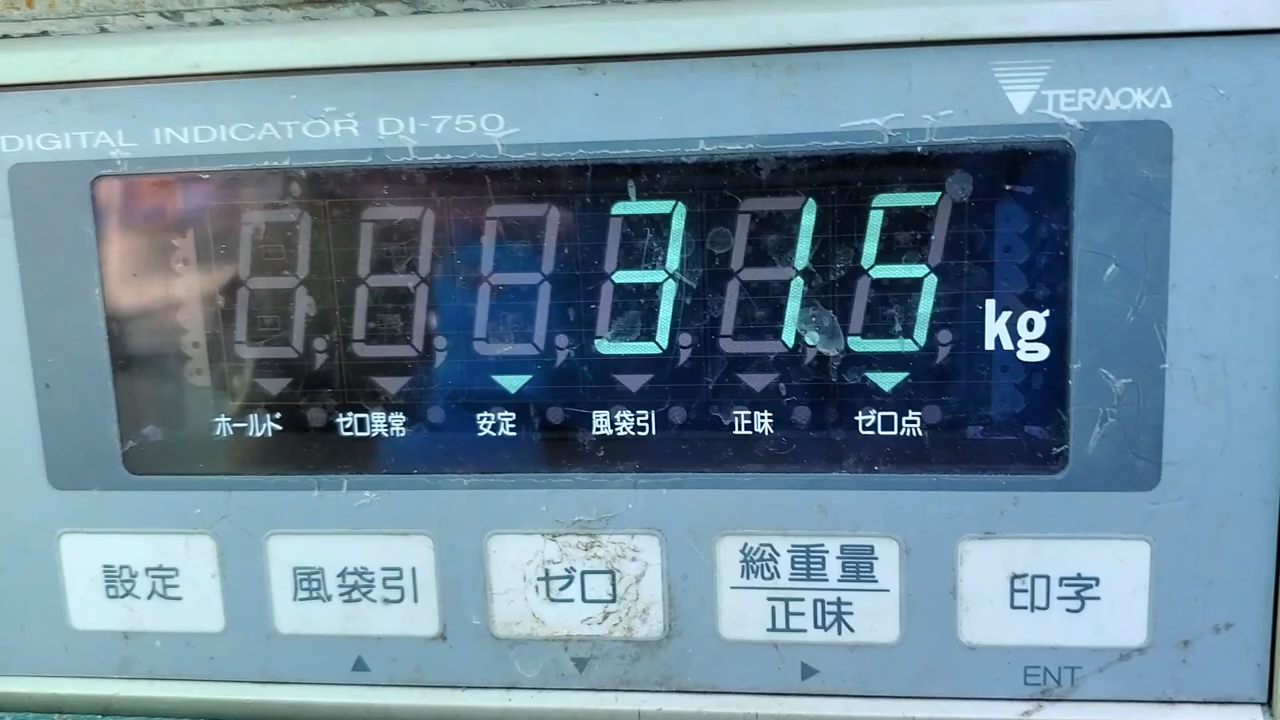 TERAOKA
DIGITAL INDICATOR DI-750
31.5 kg
ホールド ゼロ異常 安定 風袋引 正味 ゼロ点
設定 風袋引 ゼロ 総重量 印字
正味
ENT